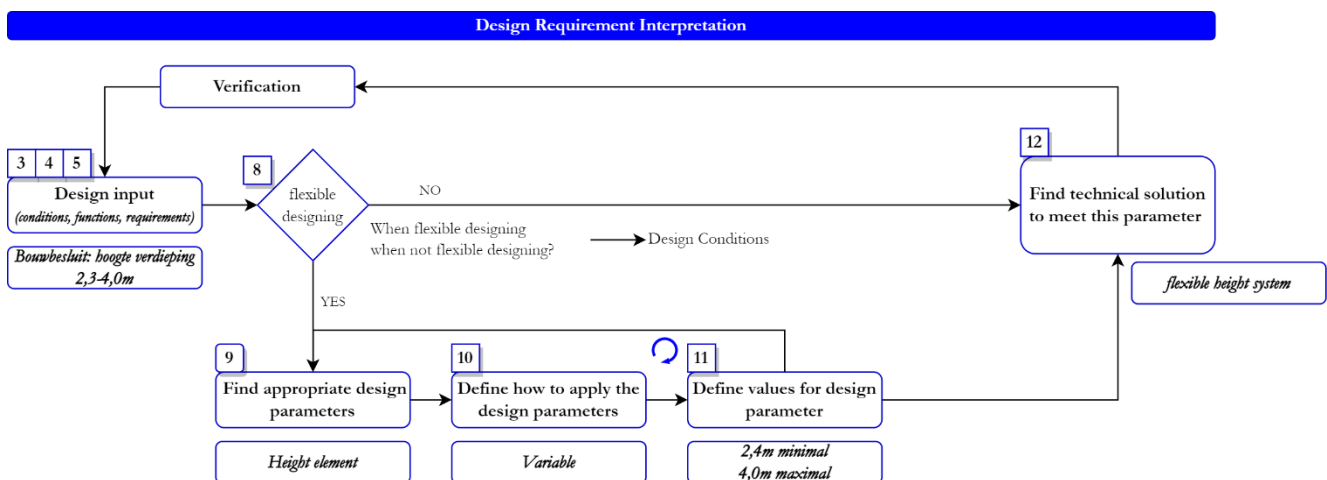 Design Requirement Interpretation
Verification
3 4 5
Design input
(conditions, functions, requirements)
Bouwbesluit: hoogte verdieping
2,3-4,0m
8
flexible
designing
NO
When flexible designing
when not flexible designing?
Design Conditions
YES
12
Find technical solution
to meet this parameter
flexible height system
9
Find appropriate design
parameters
Height element
10
Define how to apply the
design parameters
Variable
11
Define values for design
parameter
2,4m minimal
4,0m maximal